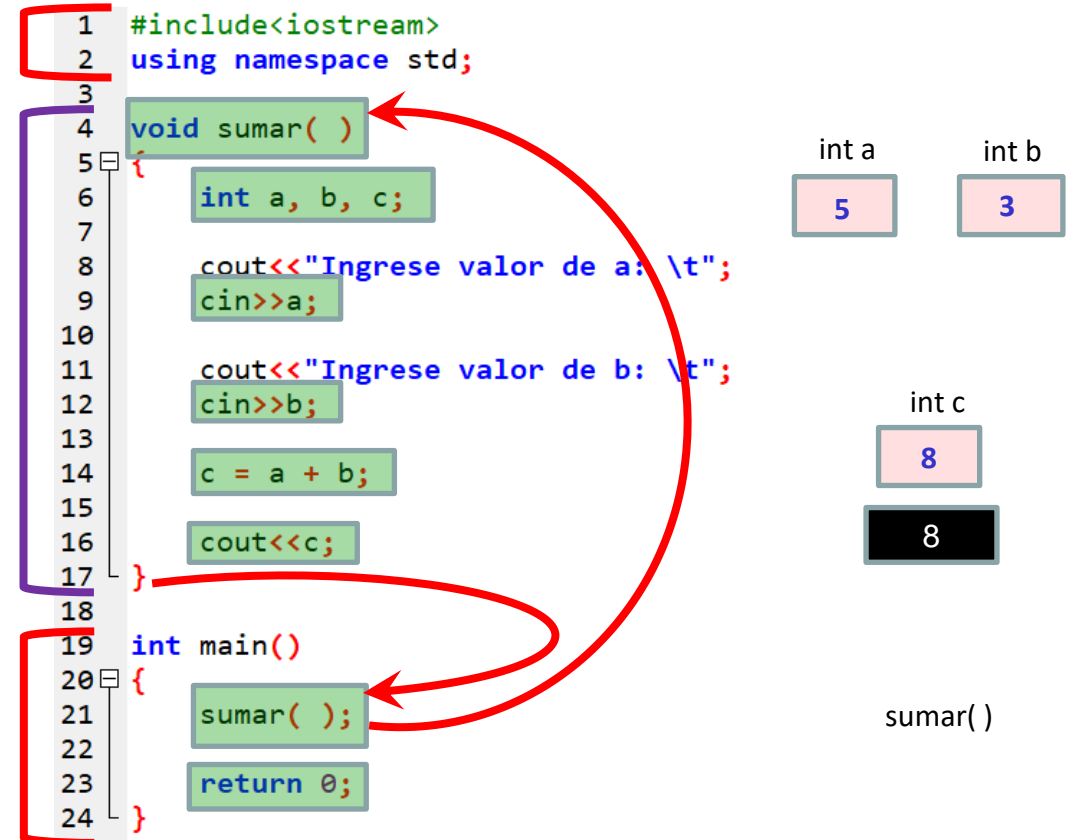 1 #include<iostream>
2 using namespace std;
3
4 void sumar( )
5 {
6 int a, b, c;
7
8 cout<<"Ingrese valor de a: \t";
9 cin>>a;
10
11 cout<<"Ingrese valor de b: \t";
12 cin>>b;
13
14 c = a + b;
15
16 cout<<c;
17 }
18
19 int main()
20 {
21 sumar( );
22
23 return 0;
24 }
int a int b
5 3
int c
8
8
sumar( )